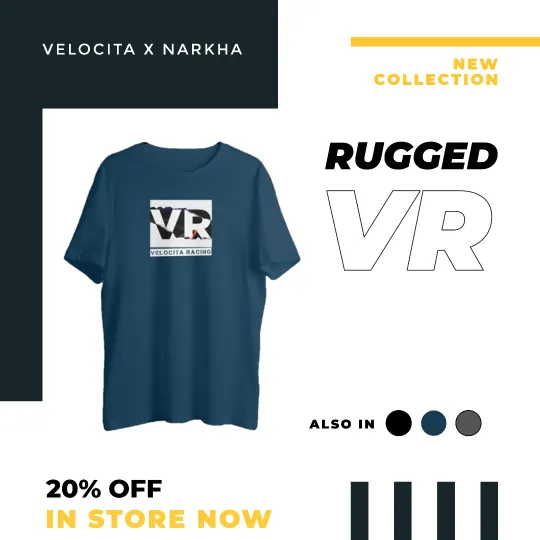 VELOCITA X NARKHA
NEW
COLLECTION
RUGGED
VR
VR
VELOCITA RACING
ALSO IN
20% OFF
IN STORE NOW